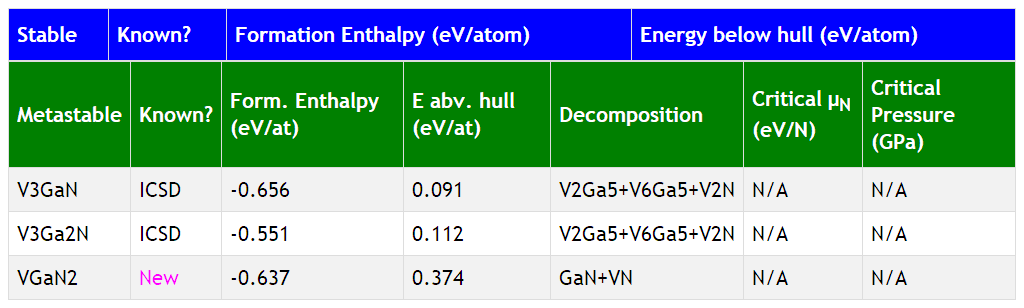 Stable Known? Formation Enthalpy (eV/atom) Energy below hull (eV/atom)
Metastable Known? Form. Enthalpy (eV/at) E abv. hull (eV/at) Decomposition Critical μN (eV/N) Critical Pressure (GPa)
V3GaN ICSD -0.656 0.091 V2Ga5+V6Ga5+V2N N/A N/A
V3Ga2N ICSD -0.551 0.112 V2Ga5+V6Ga5+V2N N/A N/A
VGaN2 New -0.637 0.374 GaN+VN N/A N/A